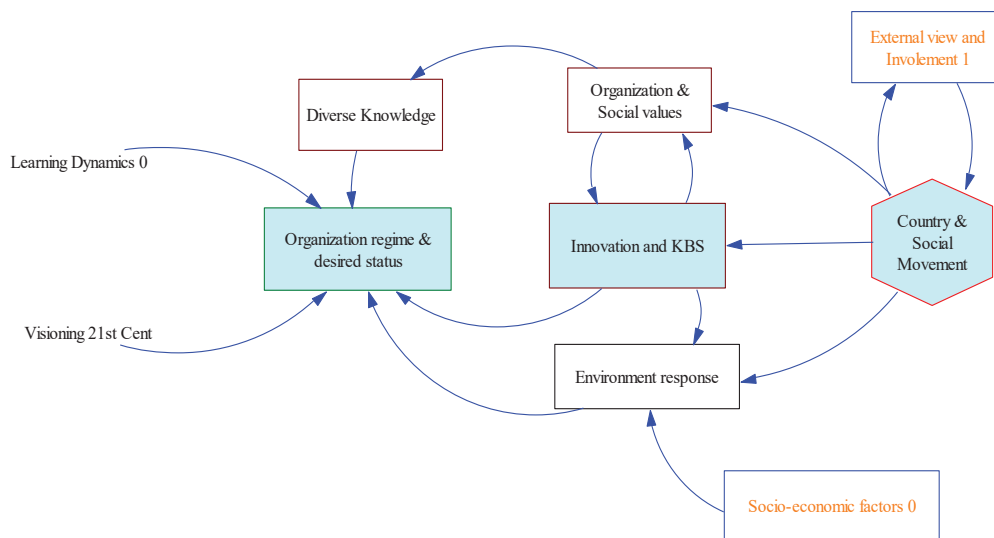 External view and
Involement 1
Organization &
Social values
Diverse Knowledge
Learning Dynamics 0
Organization regime &
desired status
Innovation and KBS
Country &
Social
Movement
Visioning 21st Cent
Environment response
Socio-economic factors 0